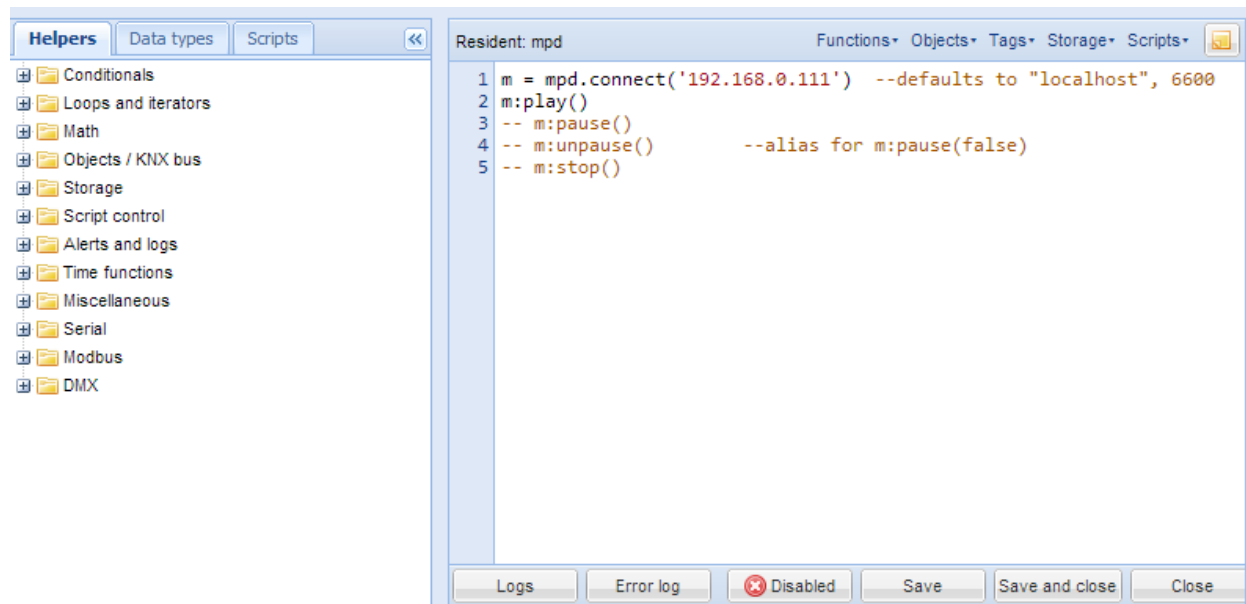 Helpers Data types Scripts
Conditionals
Loops and iterators
Math
Objects / KNX bus
Storage
Script control
Alerts and logs
Time functions
Miscellaneous
Serial
Modbus
DMX
Resident: mpd Functions Objects Tags Storage Scripts
1 m = mpd.connect('192.168.0.111')  --defaults to "localhost", 6600
2 m:play()
3 -- m:pause()
4 -- m:unpause()        --alias for m:pause(false)
5 -- m:stop()
Logs Error log Disabled Save Save and close Close